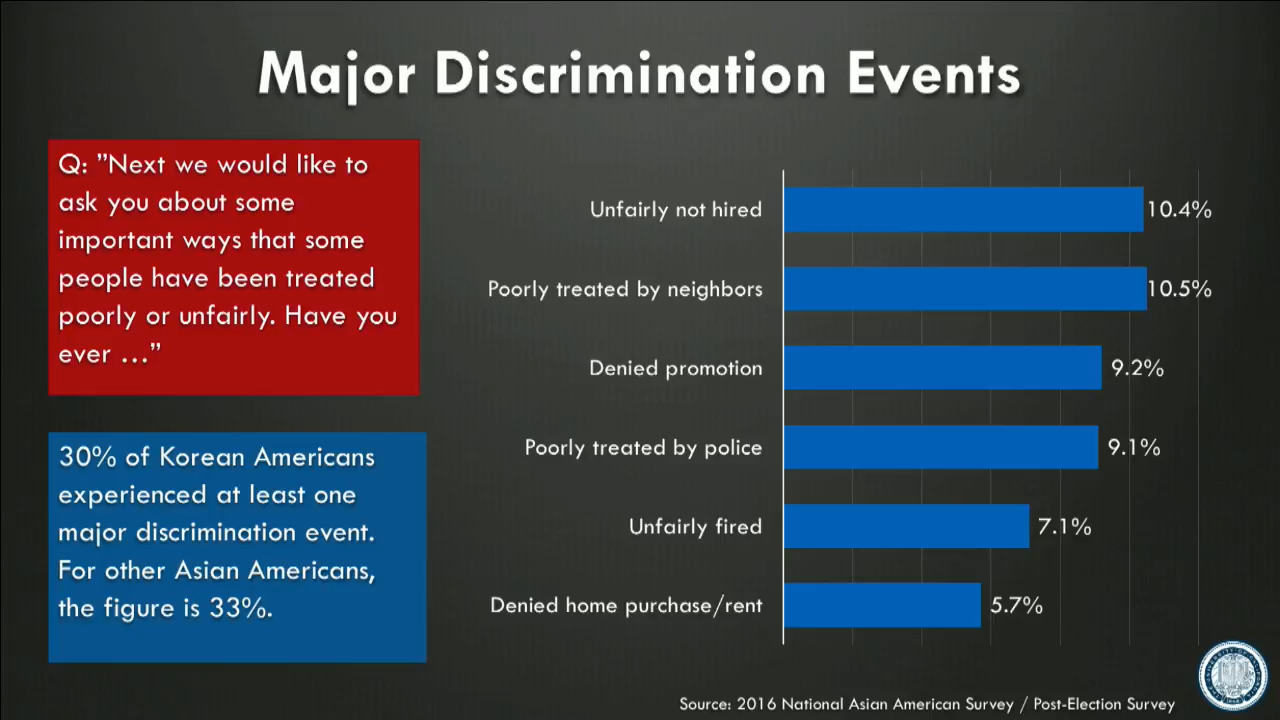 Major Discrimination Events
Q: ”Next we would like to
ask you about some
important ways that some
people have been treated
poorly or unfairly. Have you
ever …”
30% of Korean Americans
experienced at least one
major discrimination event.
For other Asian Americans,
the figure is 33%.
Unfairly not hired 10.4%
Poorly treated by neighbors 10.5%
Denied promotion 9.2%
Poorly treated by police 9.1%
Unfairly fired 7.1%
Denied home purchase/rent 5.7%
Source: 2016 National Asian American Survey / Post-Election Survey